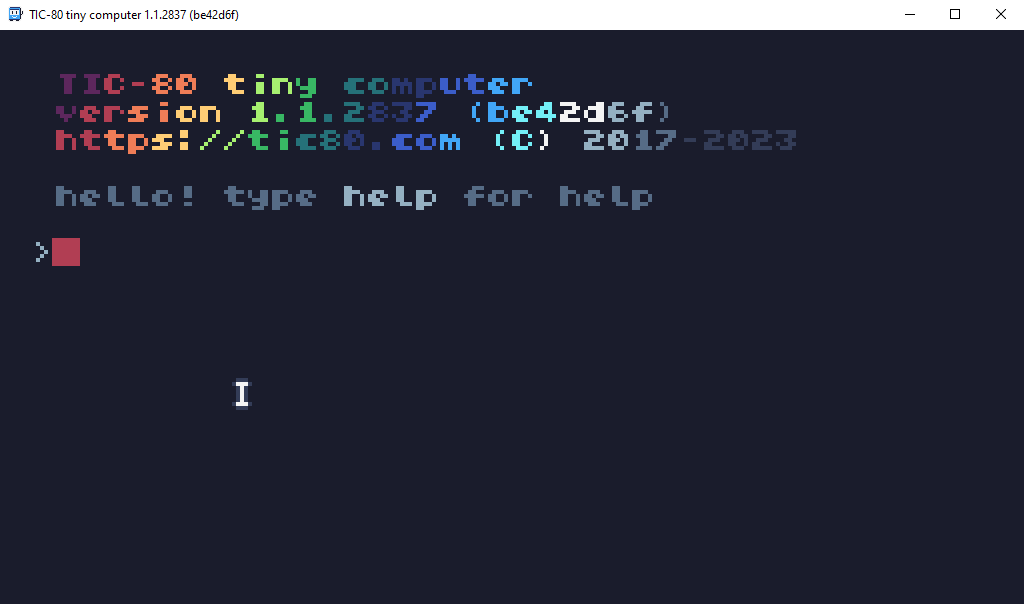 TIC-80 tiny computer 1.1.2837 (be42d6f)
TIC-80 tiny computer
version 1.1.2837 (be42d6f)
https://tic80.com (C) 2017-2023
hello! type help for help
>